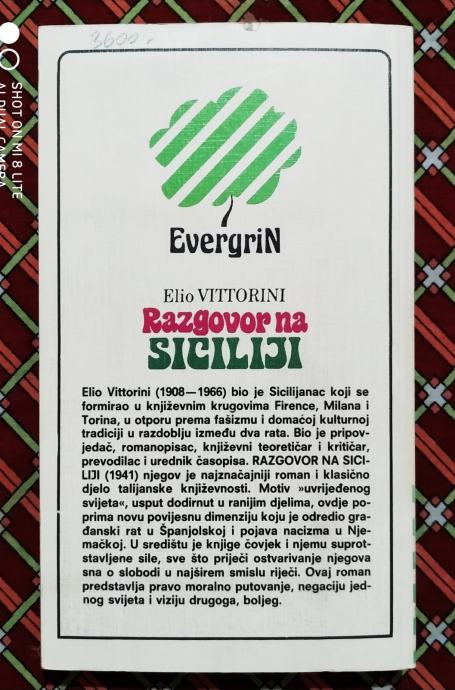 3600.-
EvergriN
Elio VITTORINI
Razgovor na
SICILIJI
Elio Vittorini (1908—1966) bio je Sicilijanac koji se
formirao u književnim krugovima Firence, Milana i
Torina, u otporu prema fašizmu i domaćoj kulturnoj
tradiciji u razdoblju između dva rata. Bio je pripov-
jedač, romanopisac, književni teoretičar i kritičar,
prevodilac i urednik časopisa. RAZGOVOR NA SICI-
LIJI (1941) njegov je najznačajniji roman i klasično
djelo talijanske književnosti. Motiv »uvrijeđenog
svijeta«, usput dodirnut u ranijim djelima, ovdje po-
prima novu povijesnu dimenziju koju je odredio gra-
đanski rat u Španjolskoj i pojava nacizma u Nje-
mačkoj. U središtu je knjige čovjek i njemu suprot-
stavljene sile, sve što priječi ostvarivanje njegova
sna o slobodi u najširem smislu riječi. Ovaj roman
predstavlja pravo moralno putovanje, negaciju jed-
nog svijeta i viziju drugoga, boljeg.
SHOT ON MI 8 LITE
AI DUAL CAMERA